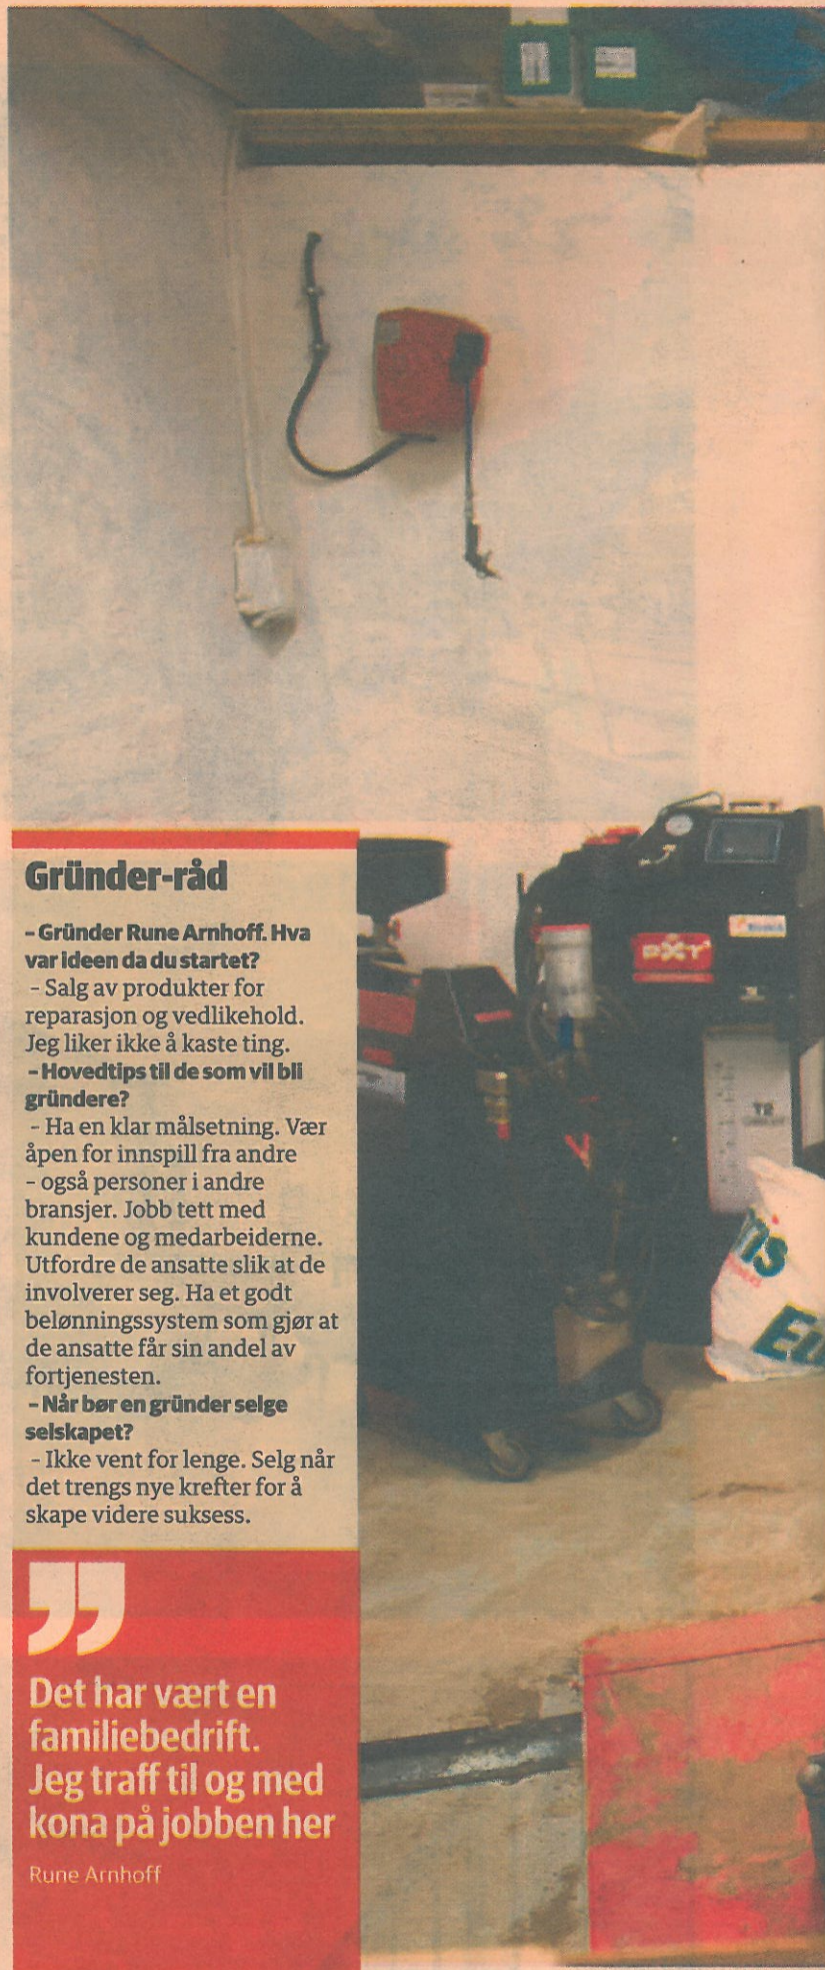 Gründer-råd
– Gründer Rune Arnhoff. Hva
var ideen da du startet?
– Salg av produkter for
reparasjon og vedlikehold.
Jeg liker ikke å kaste ting.
– Hovedtips til de som vil bli
gründere?
– Ha en klar målsetning. Vær
åpen for innspill fra andre
– også personer i andre
bransjer. Jobb tett med
kundene og medarbeiderne.
Utfordre de ansatte slik at de
involverer seg. Ha et godt
belønningssystem som gjør at
de ansatte får sin andel av
fortjenesten.
– Når bør en gründer selge
selskapet?
– Ikke vent for lenge. Selg når
det trengs nye krefter for å
skape videre suksess.
”
Det har vært en
familiebedrift.
Jeg traff til og med
kona på jobben her
Rune Arnhoff
T2